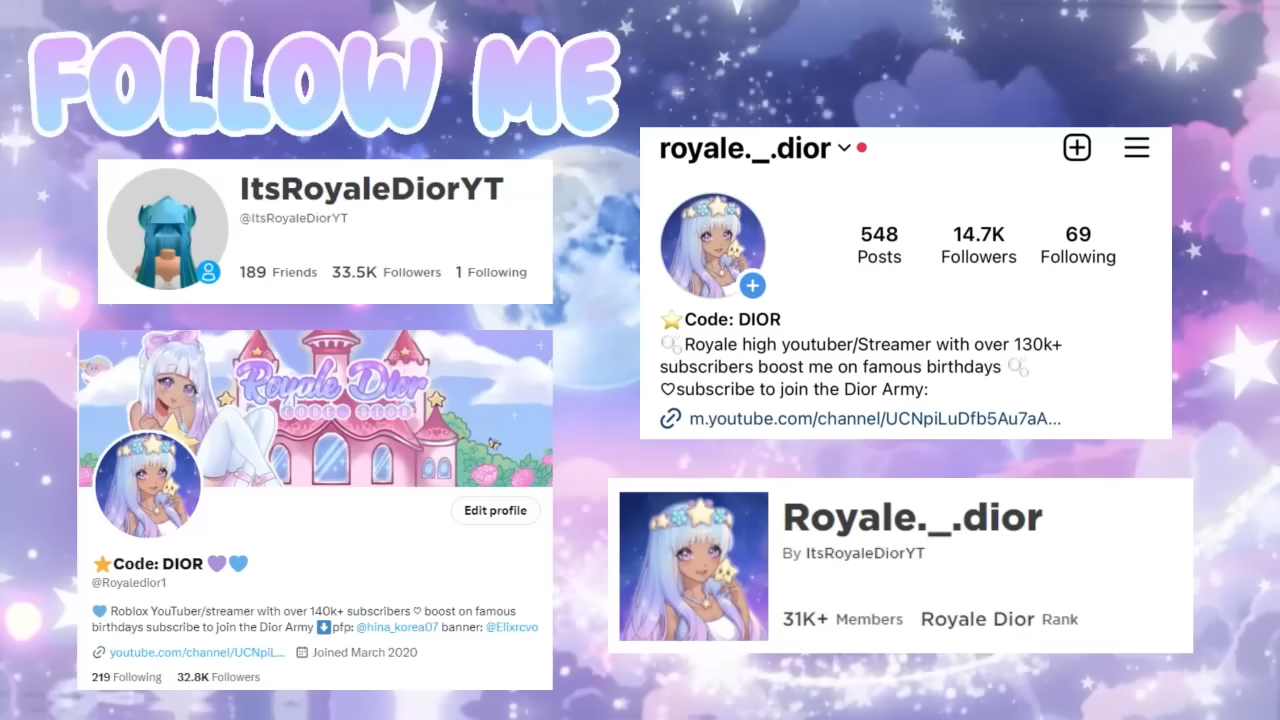 FOLLOW ME
ItsRoyaleDiorYT
@ItsRoyaleDiorYT
189 Friends 33.5K Followers 1 Following
Royale Dior
Edit profile
⭐Code: DIOR 💜💙
@Royaledior1
💙 Roblox YouTuber/streamer with over 140k+ subscribers ♡ boost on famous
birthdays subscribe to join the Dior Army ⬇️pfp: @hina_korea07 banner: @Elixrcvo
youtube.com/channel/UCNpiL... Joined March 2020
219 Following 32.8K Followers
royale._.dior
548 14.7K 69
Posts Followers Following
⭐Code: DIOR
🫧Royale high youtuber/Streamer with over 130k+
subscribers boost me on famous birthdays 🫧
♡subscribe to join the Dior Army:
m.youtube.com/channel/UCNpiLuDfb5Au7aA...
Royale._.dior
By ItsRoyaleDiorYT
31K+ Members Royale Dior Rank